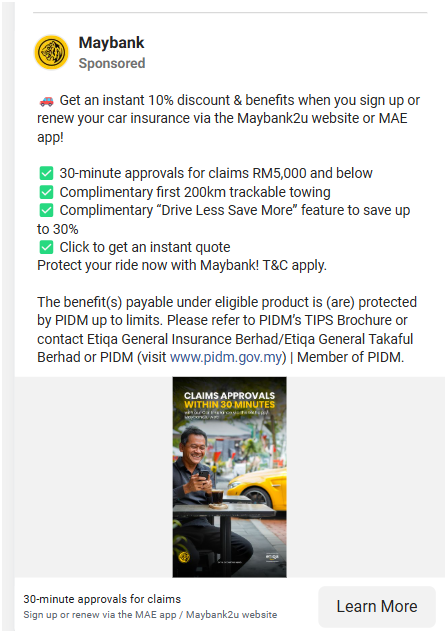 Maybank
Sponsored
🚗 Get an instant 10% discount & benefits when you sign up or
renew your car insurance via the Maybank2u website or MAE
app!
✅ 30-minute approvals for claims RM5,000 and below
✅ Complimentary first 200km trackable towing
✅ Complimentary “Drive Less Save More” feature to save up
to 30%
✅ Click to get an instant quote
Protect your ride now with Maybank! T&C apply.
The benefit(s) payable under eligible product is (are) protected
by PIDM up to limits. Please refer to PIDM’s TIPS Brochure or
contact Etiqa General Insurance Berhad/Etiqa General Takaful
Berhad or PIDM (visit www.pidm.gov.my) | Member of PIDM.
CLAIMS APPROVALS
WITHIN 30 MINUTES
30-minute approvals for claims
Sign up or renew via the MAE app / Maybank2u website
Learn More